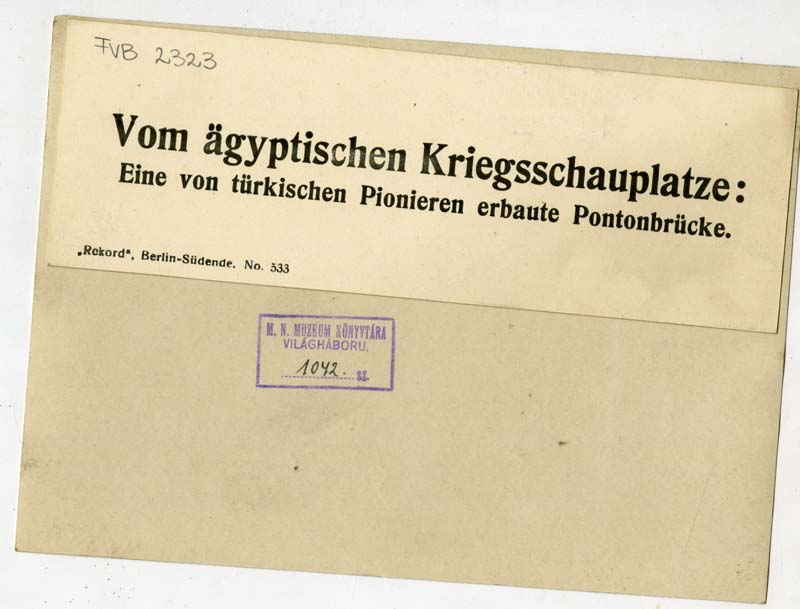 FVB 2323
Vom ägyptischen Kriegsschauplatze:
Eine von türkischen Pionieren erbaute Pontonbrücke.
„Rekord“, Berlin-Südende. No. 533
M. N. MUZEUM KÖNYVTÁRA
VILÁGHÁBORU.
1042. sz.